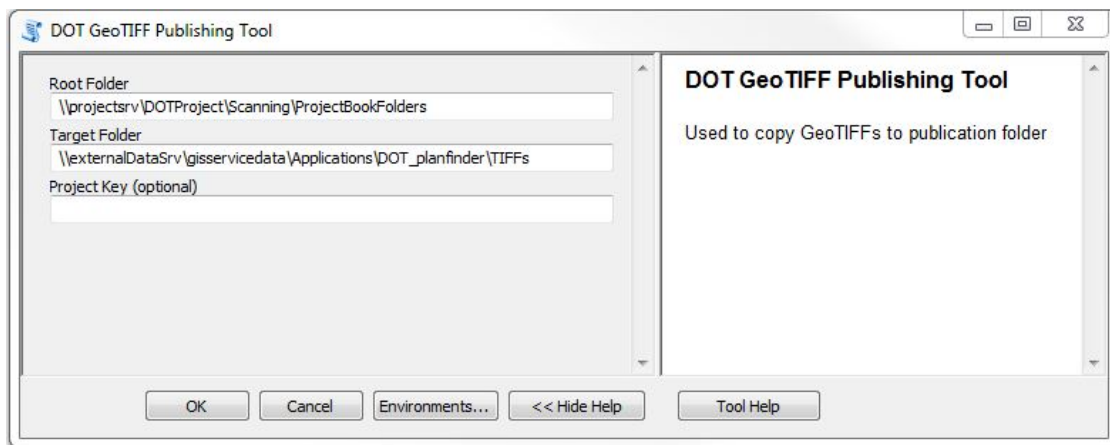 DOT GeoTIFF Publishing Tool
Root Folder
\\projectsrv\DOTProject\Scanning\ProjectBookFolders
Target Folder
\\externalDataSrv\gisservicedata\Applications\DOT_planfinder\TIFFs
Project Key (optional)
DOT GeoTIFF Publishing Tool
Used to copy GeoTIFFs to publication folder
OK Cancel Environments... << Hide Help Tool Help